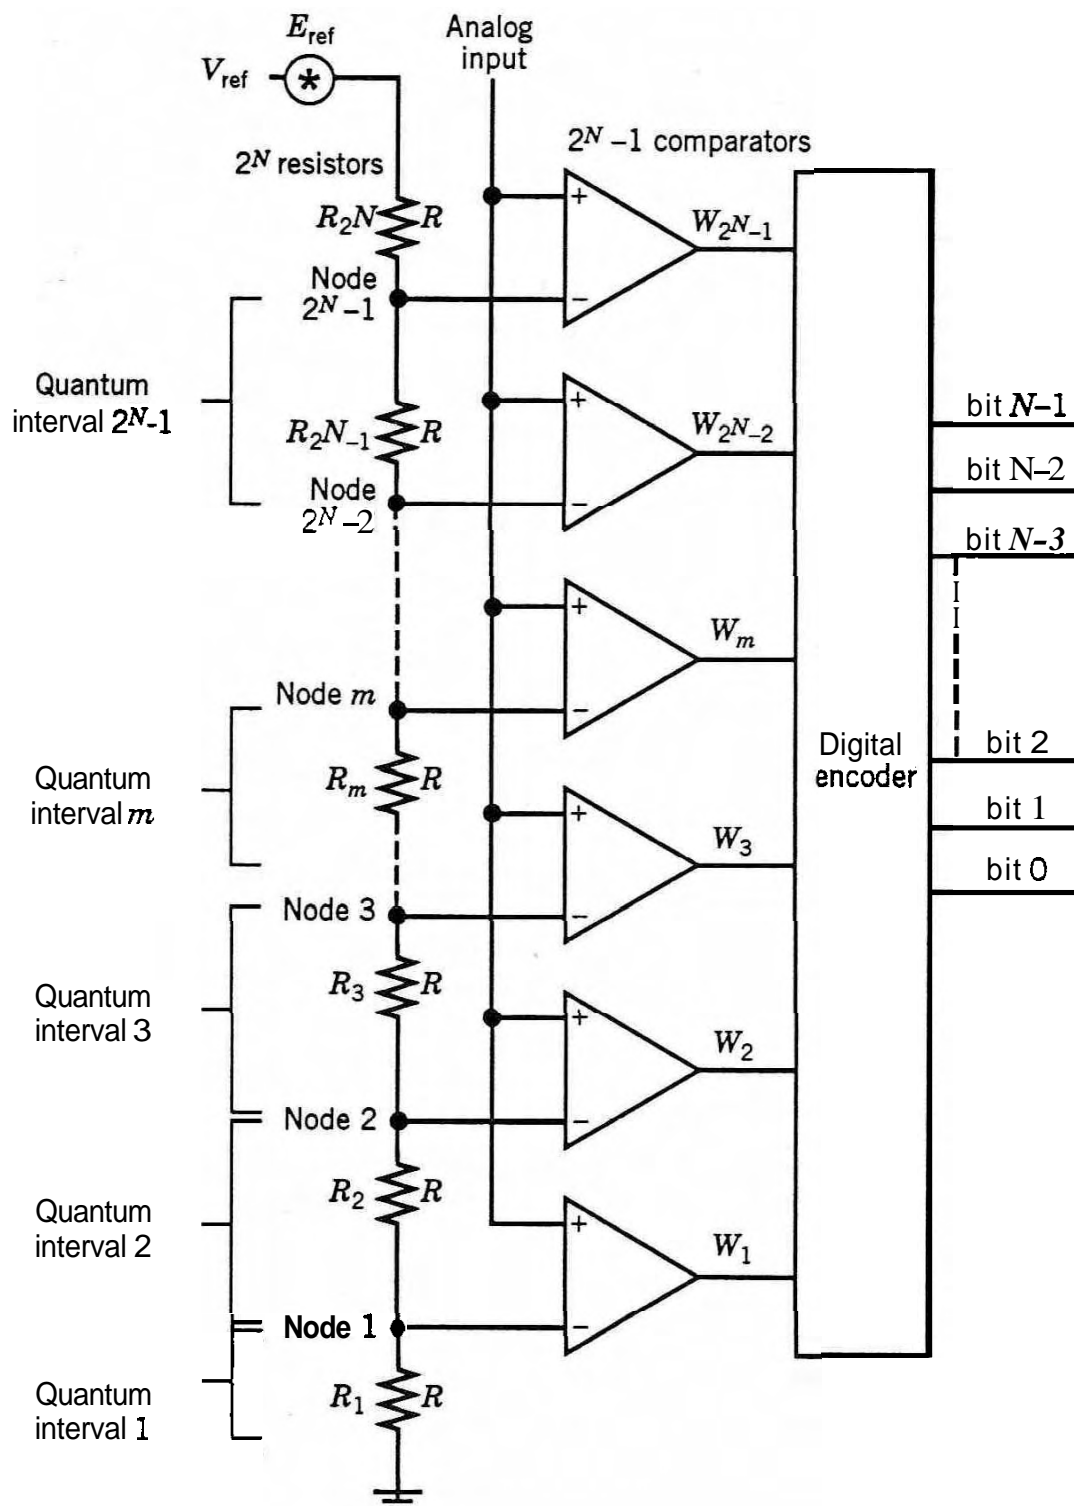 E_ref
Analog
input
V_ref
*
2^N resistors
2^N –1 comparators
R_2N
R
+
–
W_2^N–1
Node
2^N –1
Quantum
interval 2^N-1
R_2N–1
R
+
–
W_2^N–2
bit N–1
bit N–2
Node
2^N –2
bit N–3
I
I
+
–
W_m
Node m
Digital
encoder
bit 2
Quantum
interval m
R_m
R
bit 1
+
–
W_3
bit 0
Node 3
Quantum
interval 3
R_3
R
+
–
W_2
Node 2
Quantum
interval 2
R_2
R
+
–
W_1
Node 1
Quantum
interval 1
R_1
R